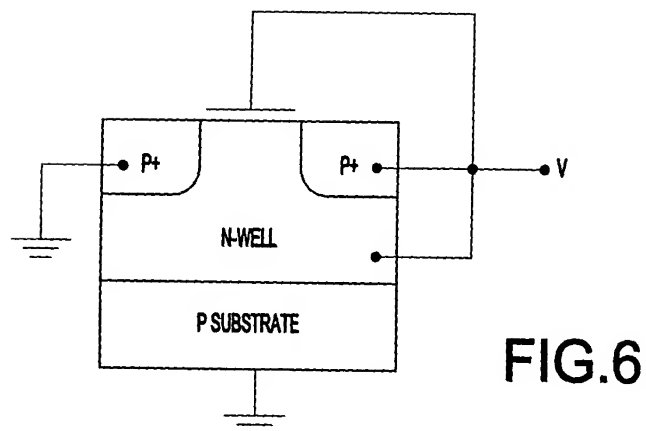 P+
P+
V
N-WELL
P SUBSTRATE
FIG.6